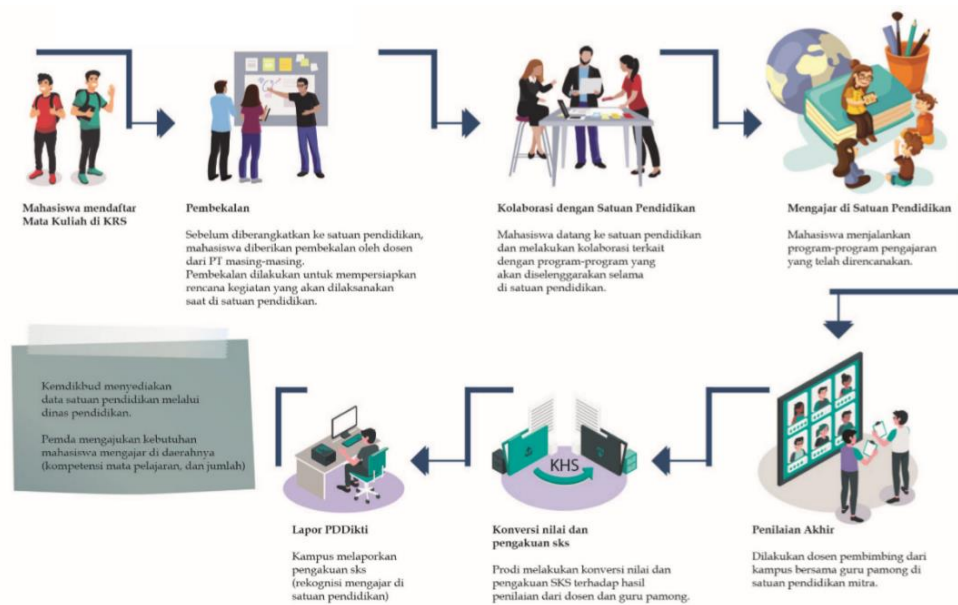 Mahasiswa mendaftar
Mata Kuliah di KRS
Pembekalan
Sebelum diberangkatkan ke satuan pendidikan,
mahasiswa diberikan pembekalan oleh dosen
dari PT masing-masing.
Pembekalan dilakukan untuk mempersiapkan
rencana kegiatan yang akan dilaksanakan
saat di satuan pendidikan.
Kolaborasi dengan Satuan Pendidikan
Mahasiswa datang ke satuan pendidikan
dan melakukan kolaborasi terkait
dengan program-program yang
akan diselenggarakan selama
di satuan pendidikan.
Mengajar di Satuan Pendidikan
Mahasiswa menjalankan
program-program pengajaran
yang telah direncanakan.
Kemdikbud menyediakan
data satuan pendidikan melalui
dinas pendidikan.
Pemda mengajukan kebutuhan
mahasiswa mengajar di daerahnya
(kompetensi mata pelajaran, dan jumlah)
Lapor PDDikti
Kampus melaporkan
pengakuan sks
(rekognisi mengajar di
satuan pendidikan)
KHS
Konversi nilai dan
pengakuan sks
Prodi melakukan konversi nilai dan
pengakuan SKS terhadap hasil
penilaian dari dosen dan guru pamong.
Penilaian Akhir
Dilakukan dosen pembimbing dari
kampus bersama guru pamong di
satuan pendidikan mitra.